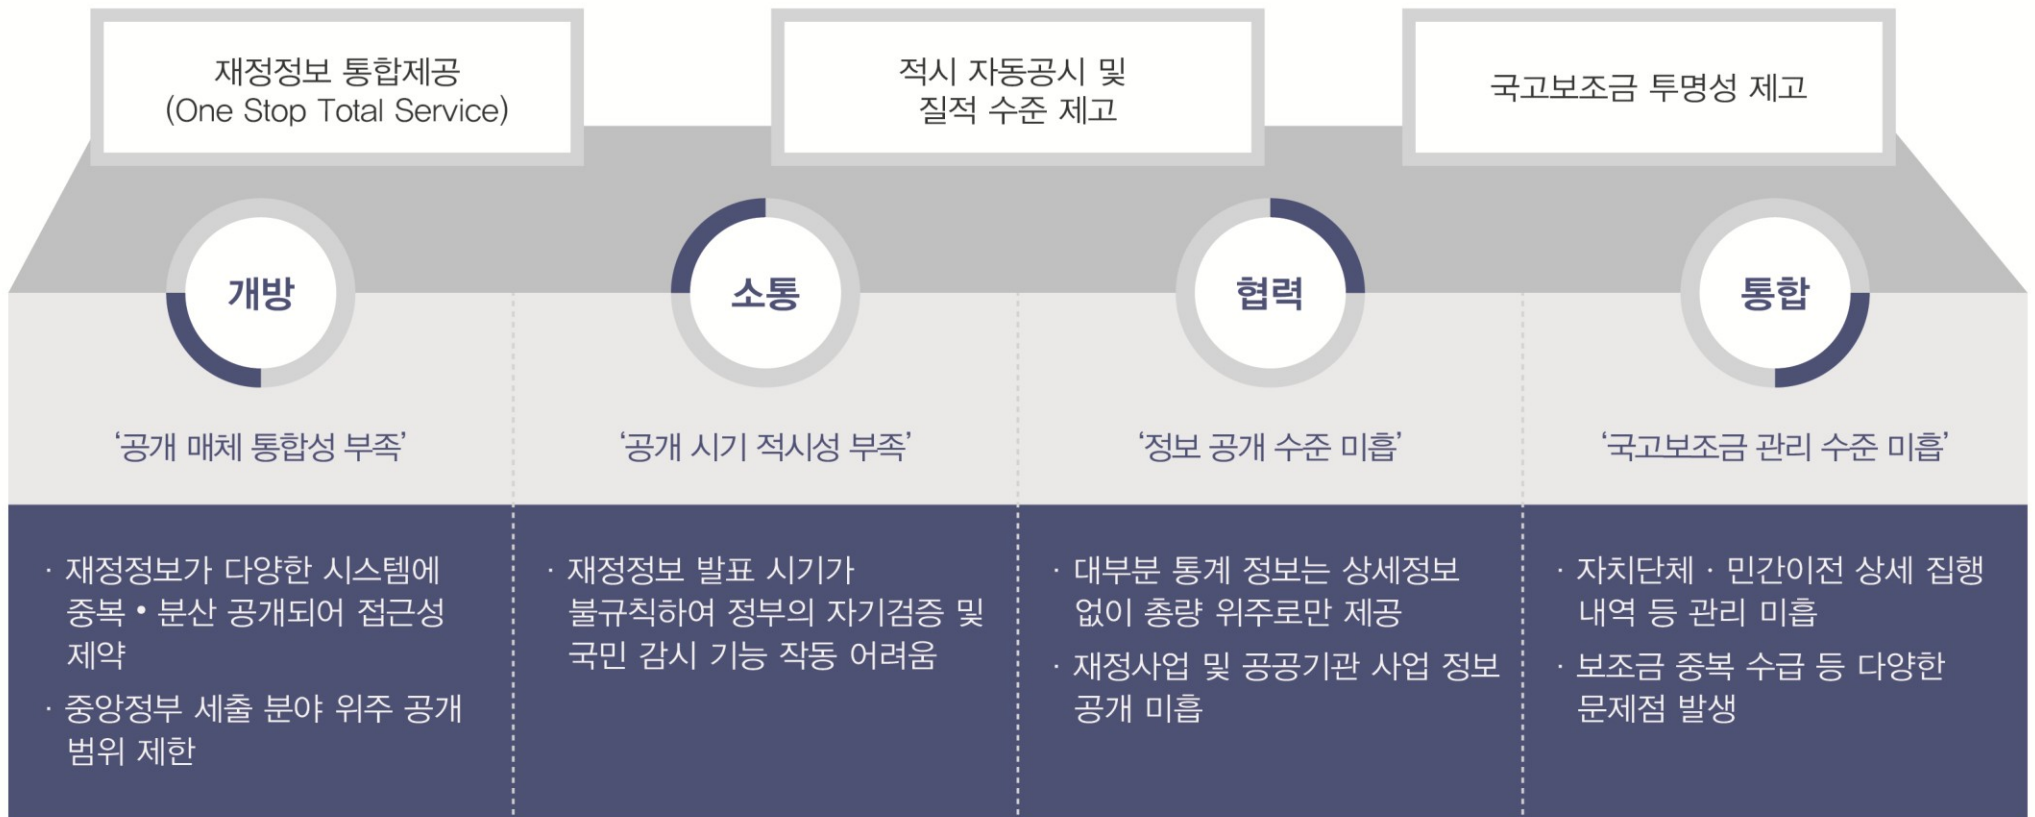 재정정보 통합제공
(One Stop Total Service)
적시 자동공시 및
질적 수준 제고
국고보조금 투명성 제고
개방
소통
협력
통합
‘공개 매체 통합성 부족’
‘공개 시기 적시성 부족’
‘정보 공개 수준 미흡’
‘국고보조금 관리 수준 미흡’
· 재정정보가 다양한 시스템에
중복 • 분산 공개되어 접근성
제약
· 중앙정부 세출 분야 위주 공개
범위 제한
· 재정정보 발표 시기가
불규칙하여 정부의 자기검증 및
국민 감시 기능 작동 어려움
· 대부분 통계 정보는 상세정보
없이 총량 위주로만 제공
· 재정사업 및 공공기관 사업 정보
공개 미흡
· 자치단체 · 민간이전 상세 집행
내역 등 관리 미흡
· 보조금 중복 수급 등 다양한
문제점 발생